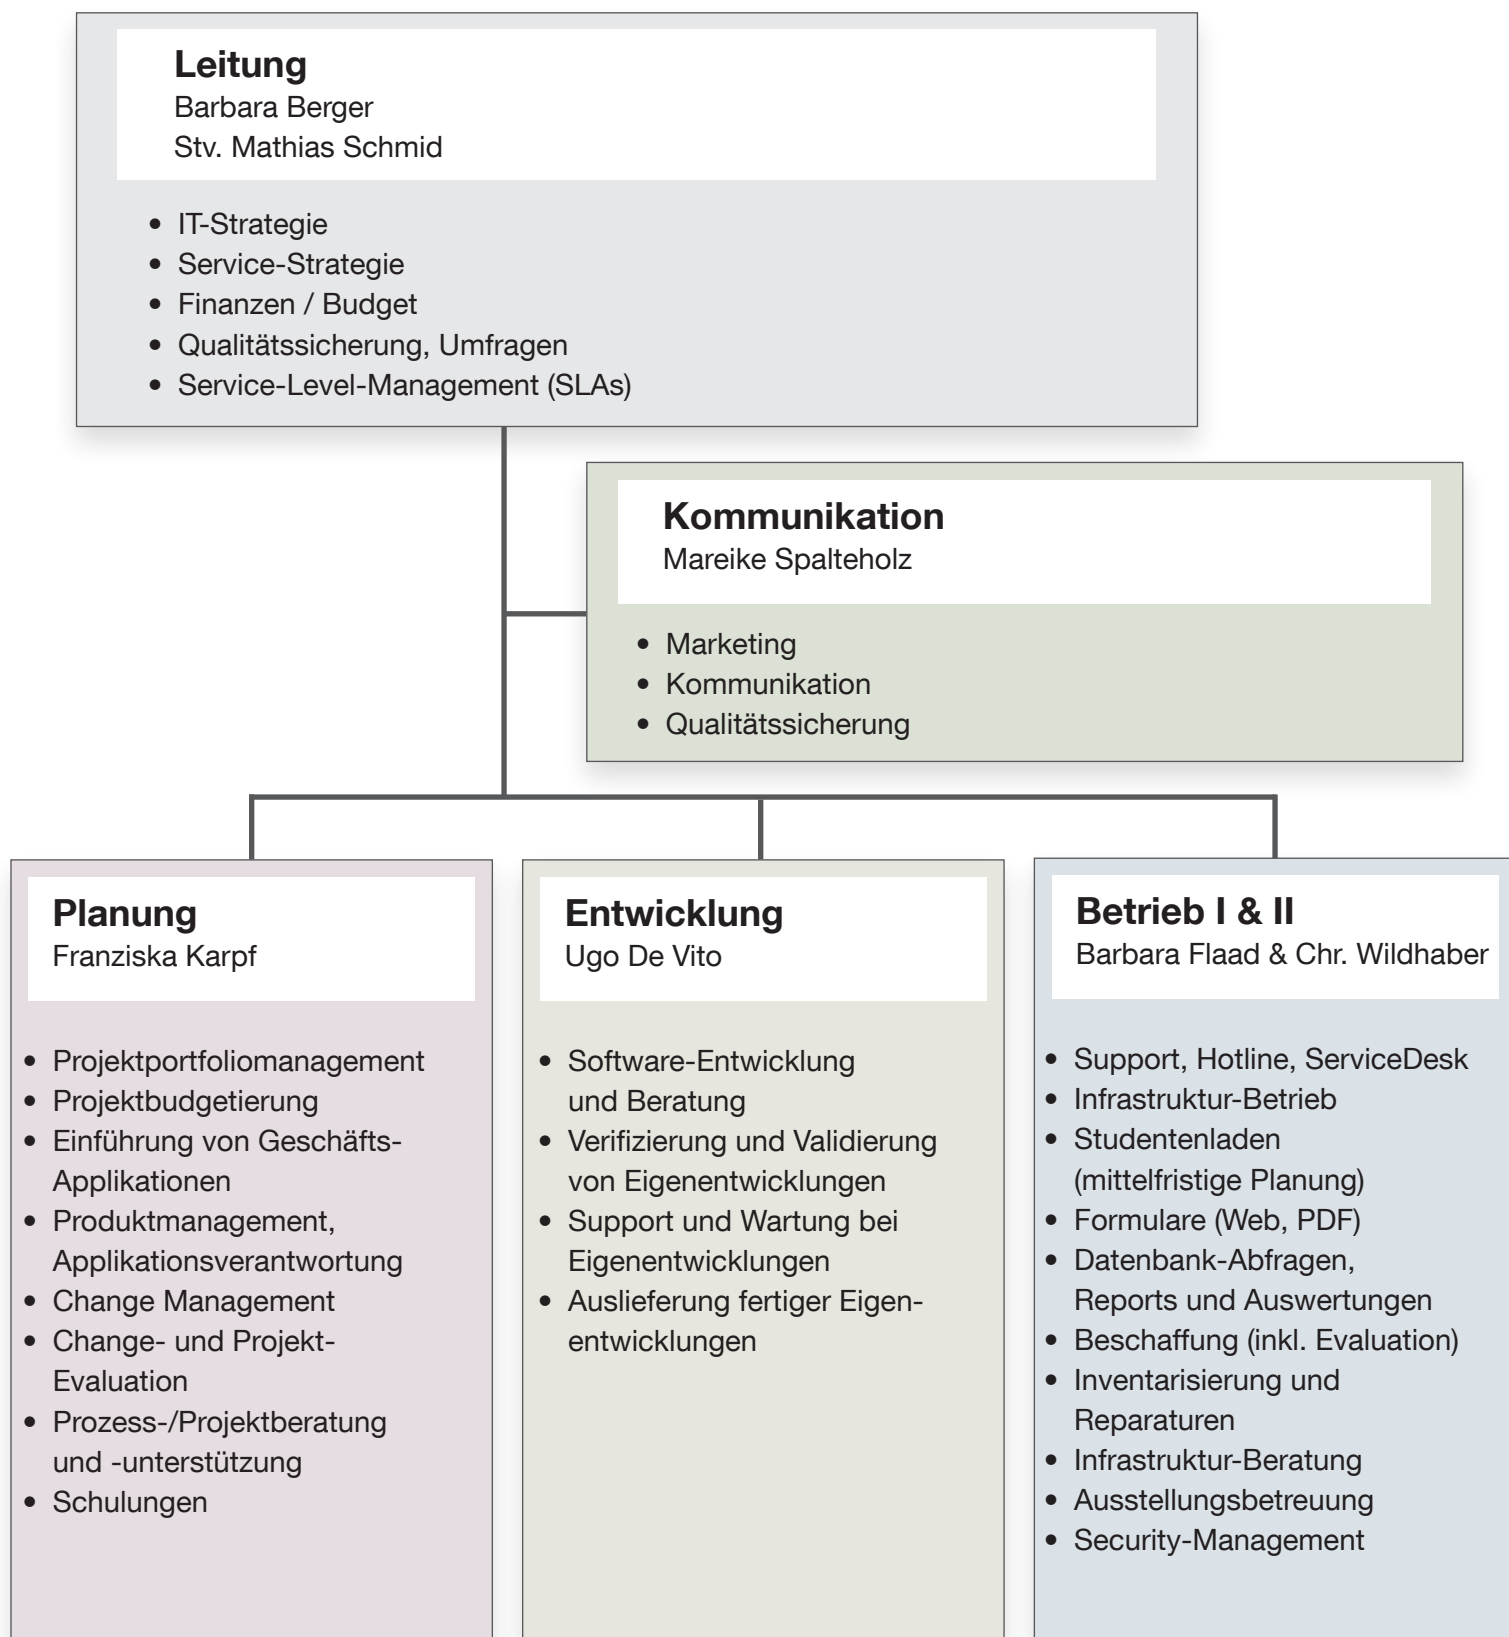 Leitung
Barbara Berger
Stv. Mathias Schmid
• IT-Strategie
• Service-Strategie
• Finanzen / Budget
• Qualitätssicherung, Umfragen
• Service-Level-Management (SLAs)
Kommunikation
Mareike Spalteholz
• Marketing
• Kommunikation
• Qualitätssicherung
Planung
Franziska Karpf
• Projektportfoliomanagement
• Projektbudgetierung
• Einführung von Geschäfts-
Applikationen
• Produktmanagement,
Applikationsverantwortung
• Change Management
• Change- und Projekt-
Evaluation
• Prozess-/Projektberatung
und -unterstützung
• Schulungen
Entwicklung
Ugo De Vito
• Software-Entwicklung
und Beratung
• Verifizierung und Validierung
von Eigenentwicklungen
• Support und Wartung bei
Eigenentwicklungen
• Auslieferung fertiger Eigen-
entwicklungen
Betrieb I & II
Barbara Flaad & Chr. Wildhaber
• Support, Hotline, ServiceDesk
• Infrastruktur-Betrieb
• Studentenladen
(mittelfristige Planung)
• Formulare (Web, PDF)
• Datenbank-Abfragen,
Reports und Auswertungen
• Beschaffung (inkl. Evaluation)
• Inventarisierung und
Reparaturen
• Infrastruktur-Beratung
• Ausstellungsbetreuung
• Security-Management